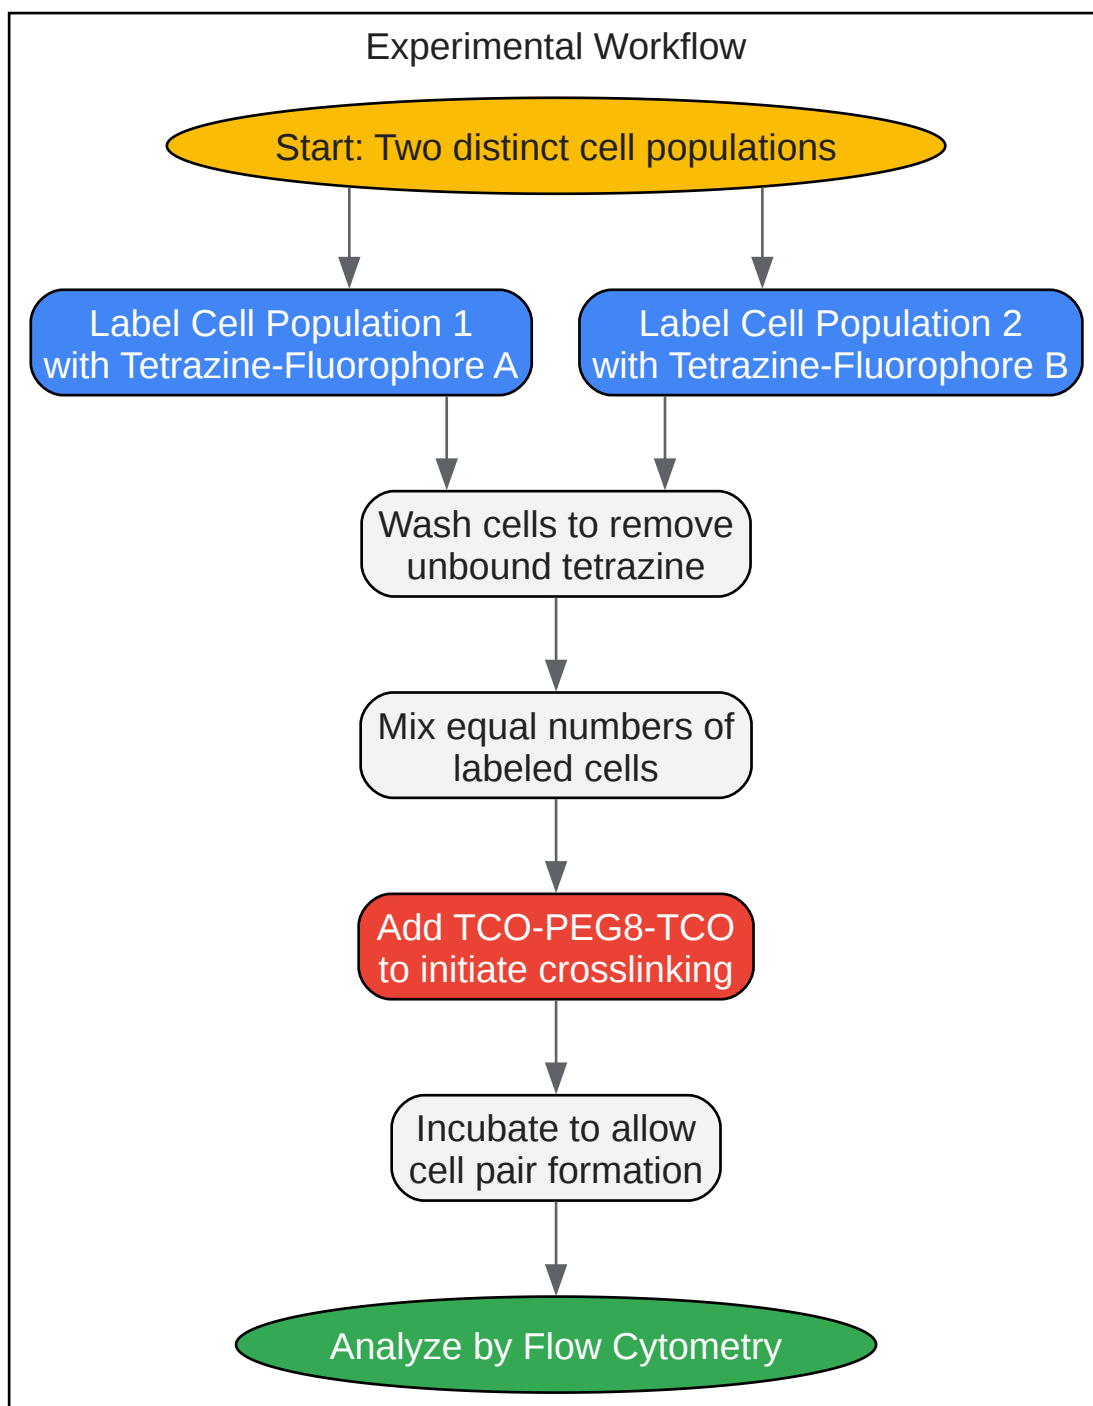 Experimental Workflow
Start: Two distinct cell populations
Label Cell Population 1
with Tetrazine-Fluorophore A
Label Cell Population 2
with Tetrazine-Fluorophore B
Wash cells to remove
unbound tetrazine
Mix equal numbers of
labeled cells
Add TCO-PEG8-TCO
to initiate crosslinking
Incubate to allow
cell pair formation
Analyze by Flow Cytometry